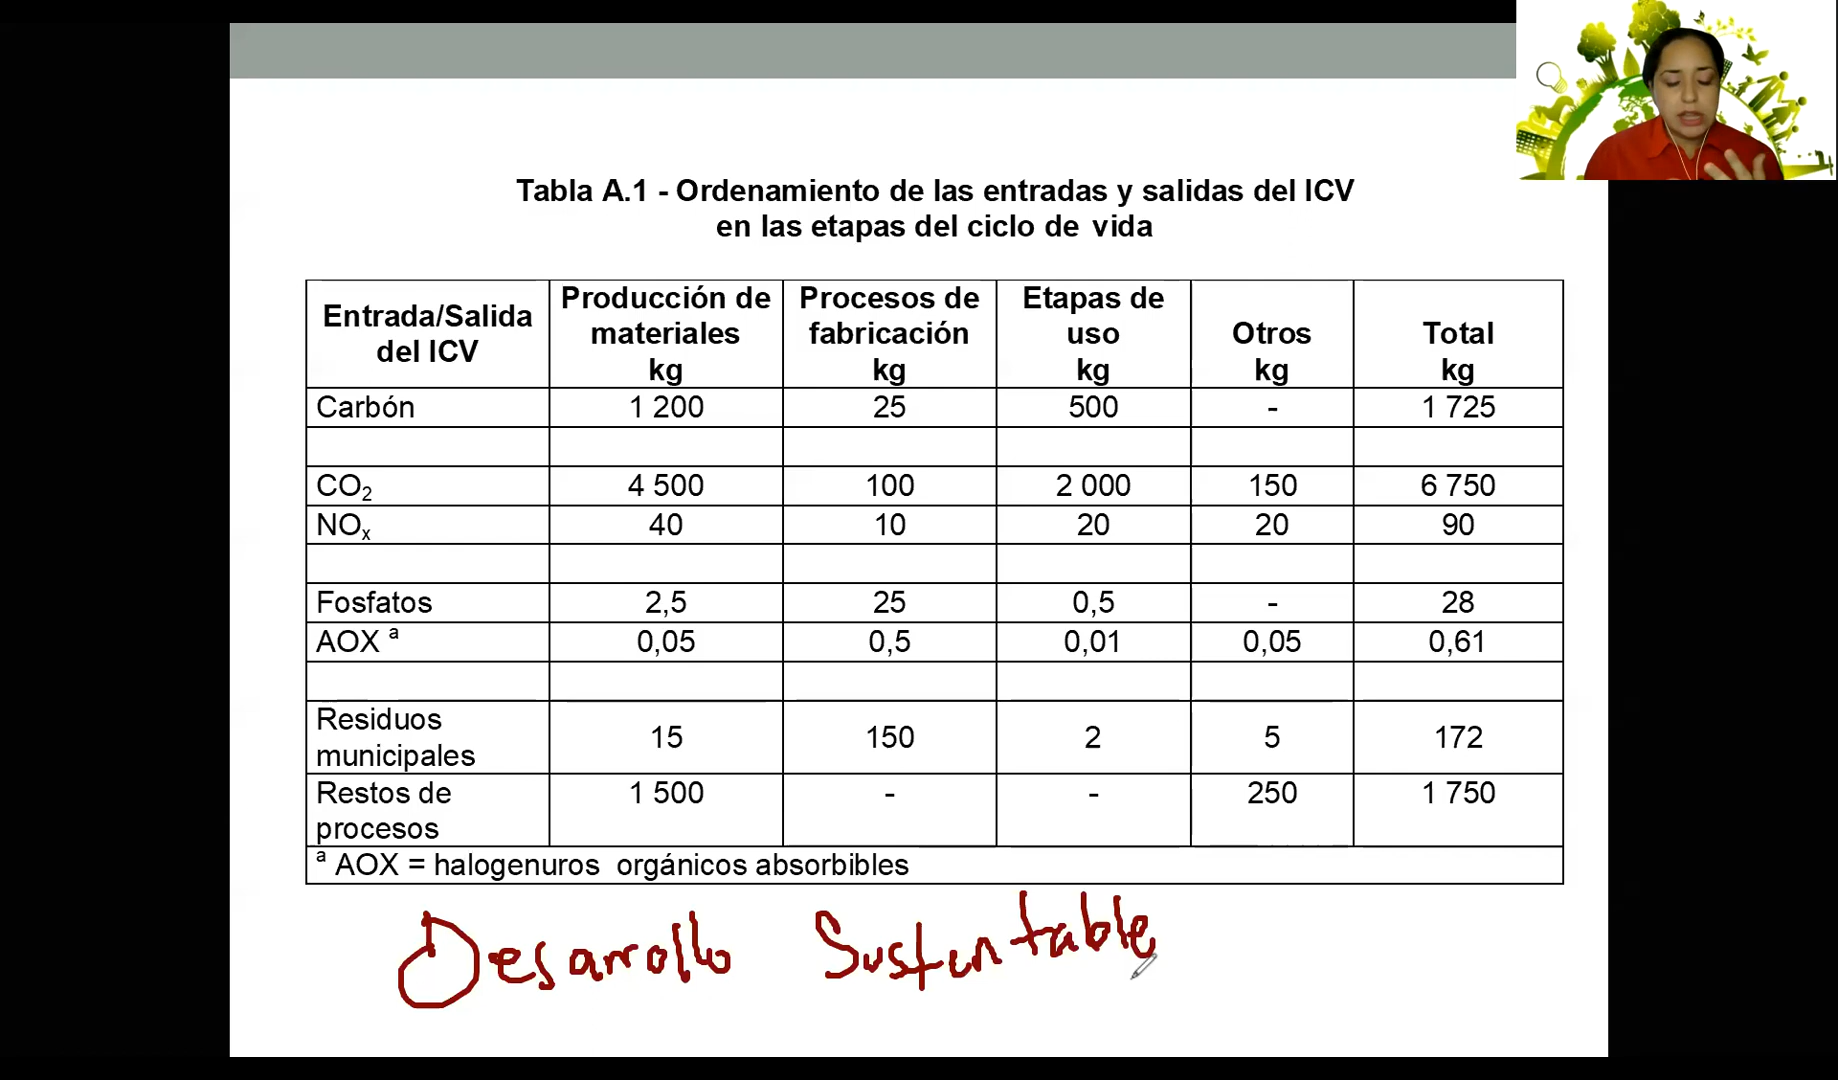 Tabla A.1 - Ordenamiento de las entradas y salidas del ICV
en las etapas del ciclo de vida
Entrada/Salida del ICV Producción de materiales kg Procesos de fabricación kg Etapas de uso kg Otros kg Total kg
Carbón 1 200 25 500 - 1 725
CO₂ 4 500 100 2 000 150 6 750
NOₓ 40 10 20 20 90
Fosfatos 2,5 25 0,5 - 28
AOX ª 0,05 0,5 0,01 0,05 0,61
Residuos municipales 15 150 2 5 172
Restos de procesos 1 500 - - 250 1 750
ª AOX = halogenuros orgánicos absorbibles
Desarrollo Sustentable